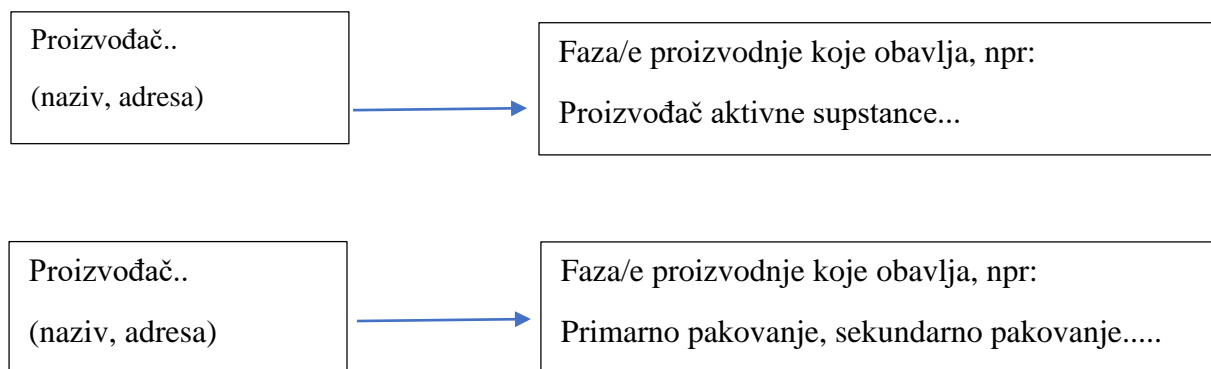 Proizvođač..
(naziv, adresa)
Faza/e proizvodnje koje obavlja, npr:
Proizvođač aktivne supstance...
Proizvođač..
(naziv, adresa)
Faza/e proizvodnje koje obavlja, npr:
Primarno pakovanje, sekundarno pakovanje.....